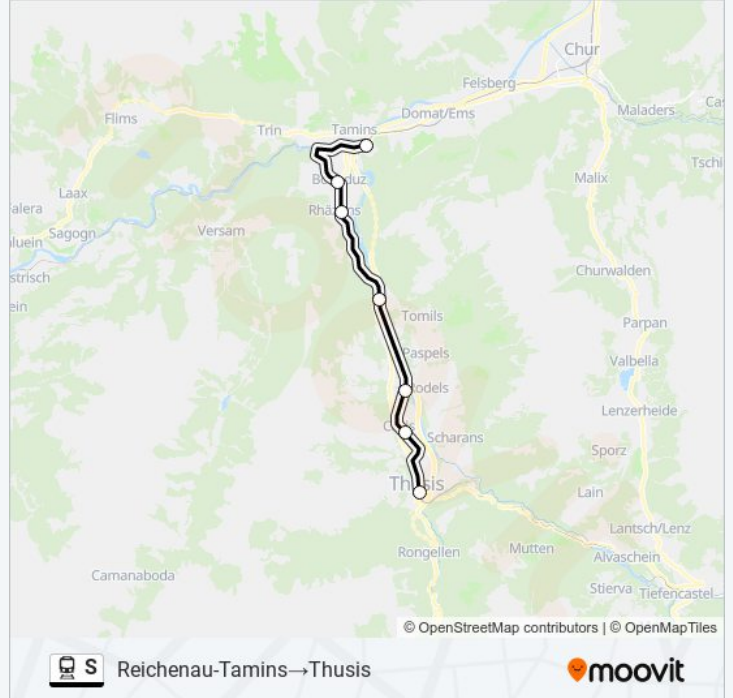 Chur
Felsberg
Domat/Ems
Maladers
Flims
Trin
Tamins
Tschi
Malix
Laax
Rhäzüns
alera
Versam
Sagogn
luein
strisch
Churwalden
ein
Tomils
Parpan
Paspels
Valbella
Rodels
Lenzerheide
Scharans
Sporz
Thusis
Lain
Lantsch/Lenz
Rongellen
Mutten
Alvaschein
Camanaboda
Stierva
Tiefencastel
© OpenStreetMap contributors | © OpenMapTiles
S
Reichenau-Tamins→Thusis
moovit